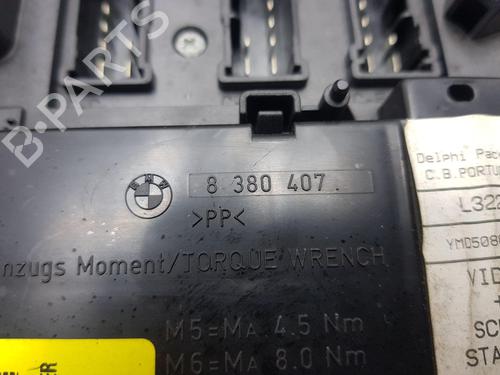 B-PARTS
BMW
8 380 407
>PP<
nzugs Moment/TORQUE WRENCH
M5=MA 4.5 Nm
M6=MA 8.0 Nm
Delphi Pac
C.B.PORTU
L322
YMD508
VID
SC
STA